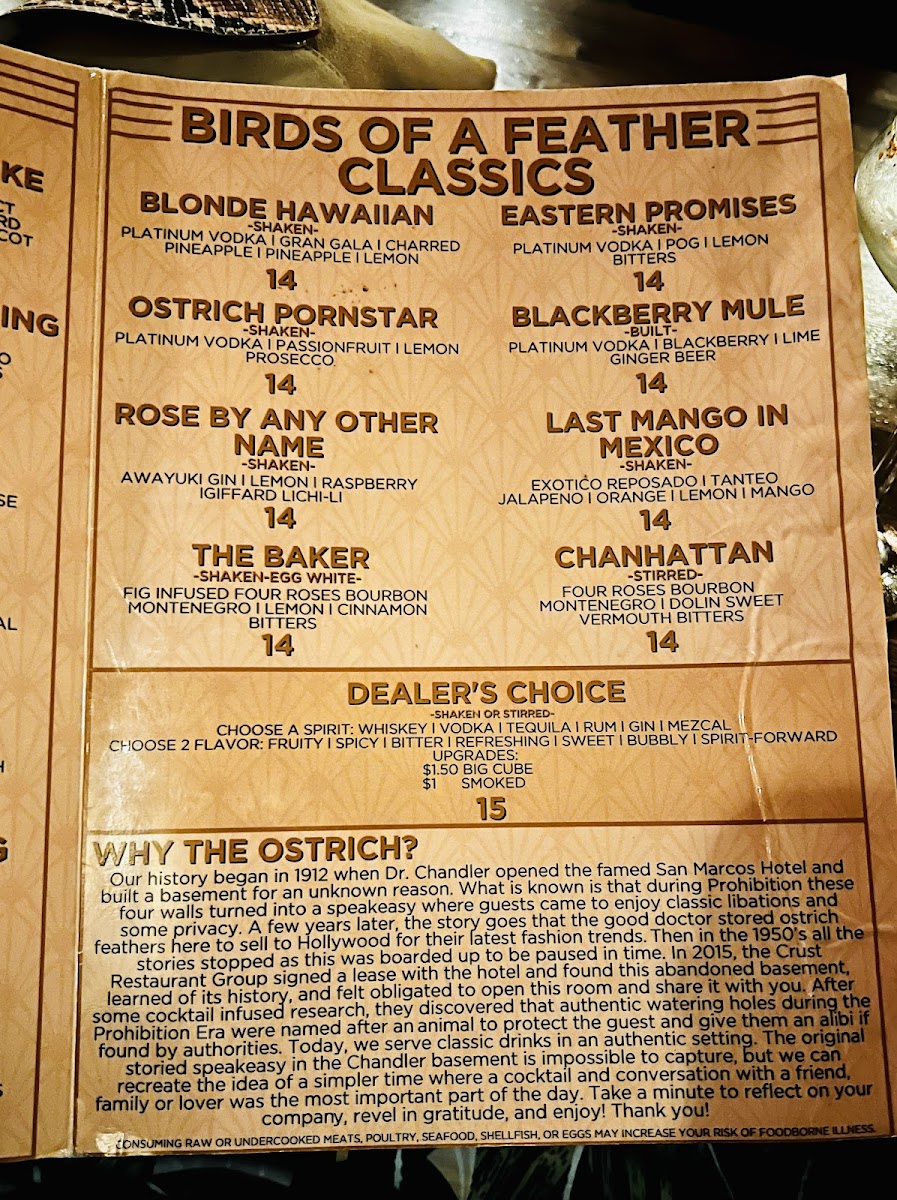 KE
CT
RD
COT
ING
O
S
SE
AL
H
G
S
BIRDS OF A FEATHER
CLASSICS
BLONDE HAWAIIAN
-SHAKEN-
PLATINUM VODKA | GRAN GALA | CHARRED
PINEAPPLE | PINEAPPLE | LEMON
14
EASTERN PROMISES
-SHAKEN-
PLATINUM VODKA | POG | LEMON
BITTERS
14
OSTRICH PORNSTAR
-SHAKEN-
PLATINUM VODKA | PASSIONFRUIT | LEMON
PROSECCO
14
BLACKBERRY MULE
-BUILT-
PLATINUM VODKA | BLACKBERRY | LIME
GINGER BEER
14
ROSE BY ANY OTHER
NAME
-SHAKEN-
AWAYUKI GIN | LEMON | RASPBERRY
|GIFFARD LICHI-LI
14
LAST MANGO IN
MEXICO
-SHAKEN-
EXOTICO REPOSADO | TANTEO
JALAPENO | ORANGE | LEMON | MANGO
14
THE BAKER
-SHAKEN-EGG WHITE-
FIG INFUSED FOUR ROSES BOURBON
MONTENEGRO | LEMON | CINNAMON
BITTERS
14
CHANHATTAN
-STIRRED-
FOUR ROSES BOURBON
MONTENEGRO | DOLIN SWEET
VERMOUTH BITTERS
14
DEALER'S CHOICE
-SHAKEN OR STIRRED-
CHOOSE A SPIRIT: WHISKEY | VODKA | TEQUILA | RUM | GIN | MEZCAL
CHOOSE 2 FLAVOR: FRUITY | SPICY | BITTER | REFRESHING | SWEET | BUBBLY | SPIRIT-FORWARD
UPGRADES:
$1.50 BIG CUBE
$1 SMOKED
15
WHY THE OSTRICH?
Our history began in 1912 when Dr. Chandler opened the famed San Marcos Hotel and
built a basement for an unknown reason. What is known is that during Prohibition these
four walls turned into a speakeasy where guests came to enjoy classic libations and
some privacy. A few years later, the story goes that the good doctor stored ostrich
feathers here to sell to Hollywood for their latest fashion trends. Then in the 1950's all the
stories stopped as this was boarded up to be paused in time. In 2015, the Crust
Restaurant Group signed a lease with the hotel and found this abandoned basement,
learned of its history, and felt obligated to open this room and share it with you. After
some cocktail infused research, they discovered that authentic watering holes during the
Prohibition Era were named after an animal to protect the guest and give them an alibi if
found by authorities. Today, we serve classic drinks in an authentic setting. The original
storied speakeasy in the Chandler basement is impossible to capture, but we can
recreate the idea of a simpler time where a cocktail and conversation with a friend,
family or lover was the most important part of the day. Take a minute to reflect on your
company, revel in gratitude, and enjoy! Thank you!
CONSUMING RAW OR UNDERCOOKED MEATS, POULTRY, SEAFOOD, SHELLFISH, OR EGGS MAY INCREASE YOUR RISK OF FOODBORNE ILLNESS.